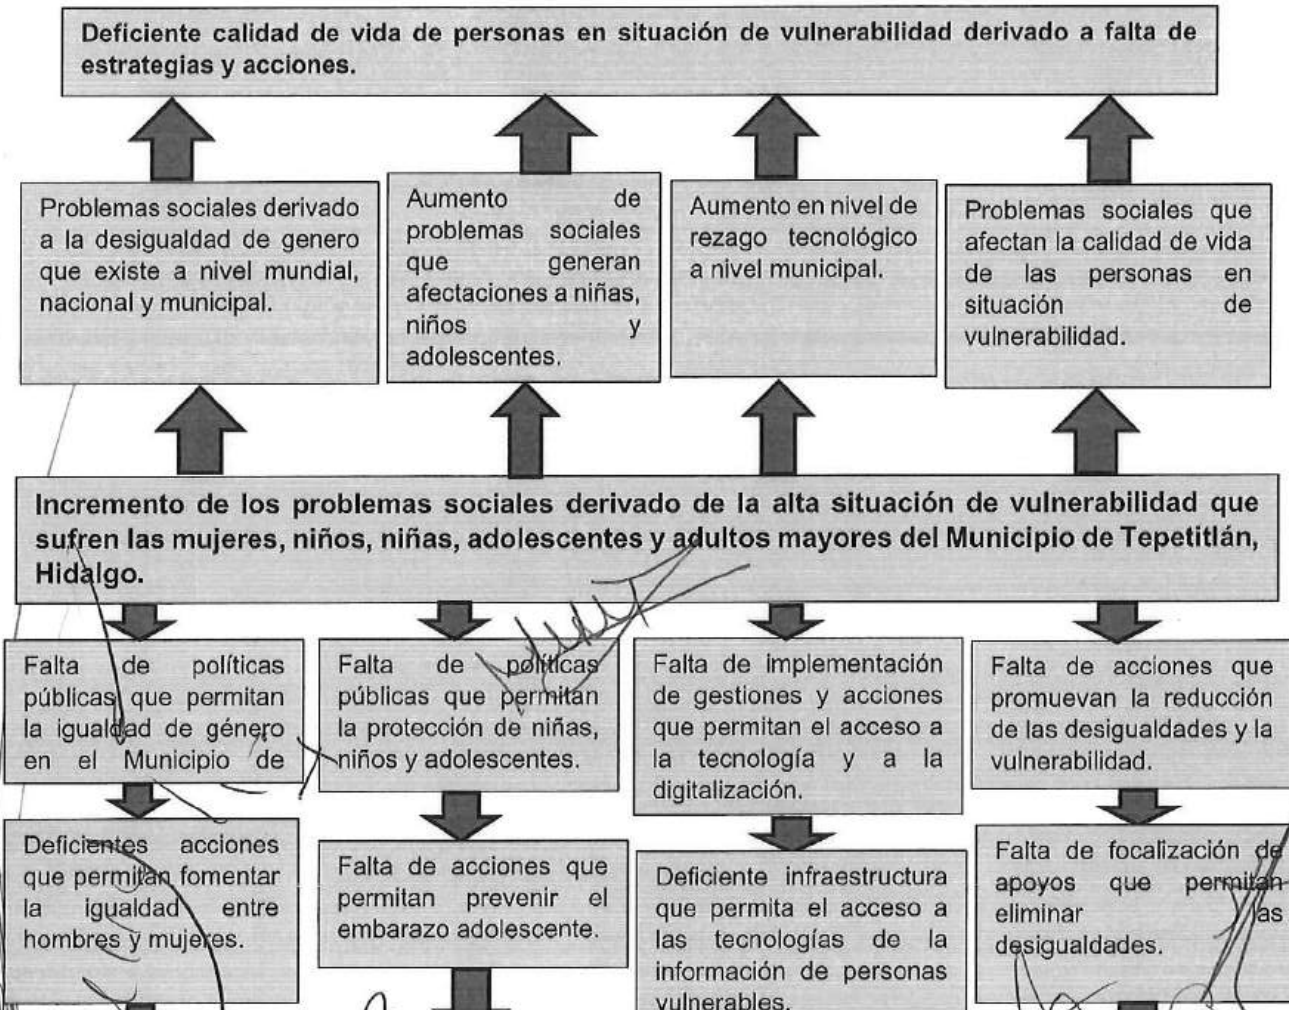 Deficiente calidad de vida de personas en situación de vulnerabilidad derivado a falta de
estrategias y acciones.
Problemas sociales derivado
a la desigualdad de genero
que existe a nivel mundial,
nacional y municipal.
Aumento de
problemas sociales
que generan
afectaciones a niñas,
niños y
adolescentes.
Aumento en nivel de
rezago tecnológico
a nivel municipal.
Problemas sociales que
afectan la calidad de vida
de las personas en
situación de
vulnerabilidad.
Incremento de los problemas sociales derivado de la alta situación de vulnerabilidad que
sufren las mujeres, niños, niñas, adolescentes y adultos mayores del Municipio de Tepetitlán,
Hidalgo.
Falta de políticas
públicas que permitan
la igualdad de género
en el Municipio de
Falta de políticas
públicas que permitan
la protección de niñas,
niños y adolescentes.
Falta de implementación
de gestiones y acciones
que permitan el acceso a
la tecnología y a la
digitalización.
Falta de acciones que
promuevan la reducción
de las desigualdades y la
vulnerabilidad.
Deficientes acciones
que permitan fomentar
la igualdad entre
hombres y mujeres.
Falta de acciones que
permitan prevenir el
embarazo adolescente.
Deficiente infraestructura
que permita el acceso a
las tecnologías de la
información de personas
vulnerables.
Falta de focalización de
apoyos que permitan
eliminar las
desigualdades.